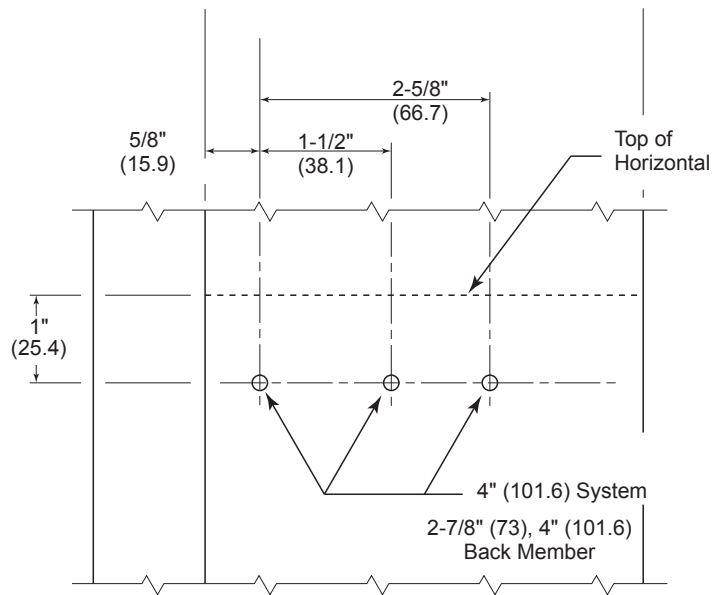 2-5/8"
(66.7)
5/8"
(15.9)
1-1/2"
(38.1)
Top of
Horizontal
1"
(25.4)
4" (101.6) System
2-7/8" (73), 4" (101.6)
Back Member